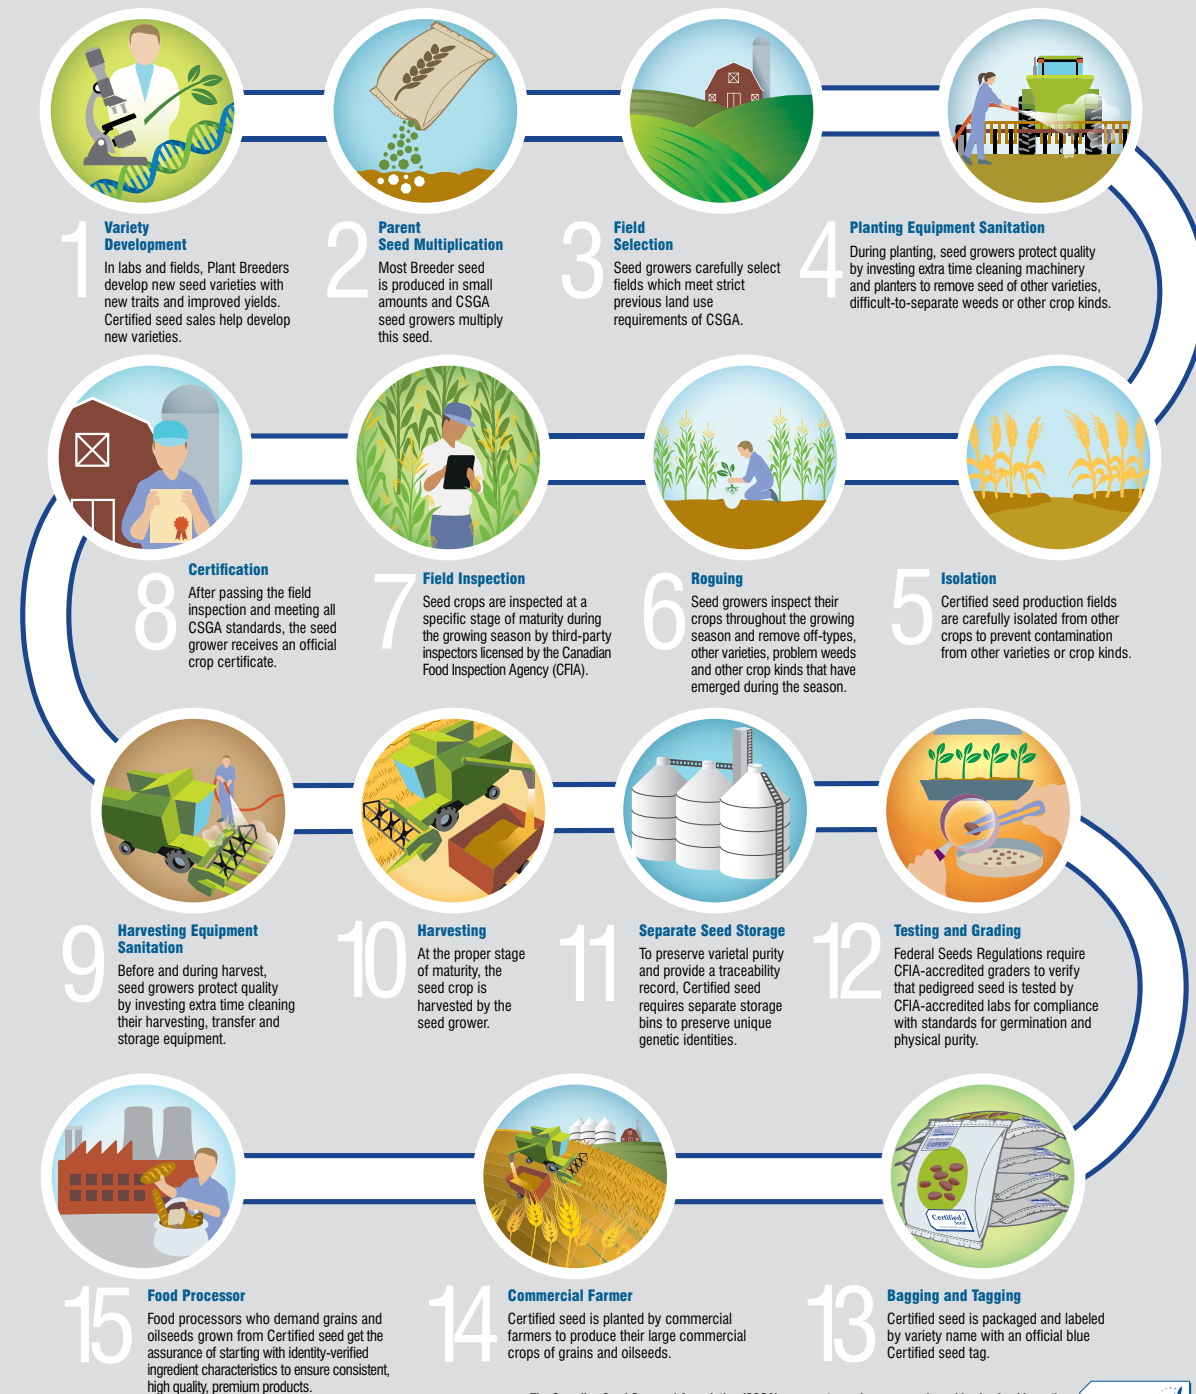 1
Variety
Development
In labs and fields, Plant Breeders
develop new seed varieties with
new traits and improved yields.
Certified seed sales help develop
new varieties.
2
Parent
Seed Multiplication
Most Breeder seed
is produced in small
amounts and CSGA
seed growers multiply
this seed.
3
Field
Selection
Seed growers carefully select
fields which meet strict
previous land use
requirements of CSGA.
4
Planting Equipment Sanitation
During planting, seed growers protect quality
by investing extra time cleaning machinery
and planters to remove seed of other varieties,
difficult-to-separate weeds or other crop kinds.
5
Isolation
Certified seed production fields
are carefully isolated from other
crops to prevent contamination
from other varieties or crop kinds.
6
Roguing
Seed growers inspect their
crops throughout the growing
season and remove off-types,
other varieties, problem weeds
and other crop kinds that have
emerged during the season.
7
Field Inspection
Seed crops are inspected at a
specific stage of maturity during
the growing season by third-party
inspectors licensed by the Canadian
Food Inspection Agency (CFIA).
8
Certification
After passing the field
inspection and meeting all
CSGA standards, the seed
grower receives an official
crop certificate.
9
Harvesting Equipment
Sanitation
Before and during harvest,
seed growers protect quality
by investing extra time cleaning
their harvesting, transfer and
storage equipment.
10
Harvesting
At the proper stage
of maturity, the
seed crop is
harvested by the
seed grower.
11
Separate Seed Storage
To preserve varietal purity
and provide a traceability
record, Certified seed
requires separate storage
bins to preserve unique
genetic identities.
12
Testing and Grading
Federal Seeds Regulations require
CFIA-accredited graders to verify
that pedigreed seed is tested by
CFIA-accredited labs for compliance
with standards for germination and
physical purity.
Certified
Seed
13
Bagging and Tagging
Certified seed is packaged and labeled
by variety name with an official blue
Certified seed tag.
14
Commercial Farmer
Certified seed is planted by commercial
farmers to produce their large commercial
crops of grains and oilseeds.
15
Food Processor
Food processors who demand grains and
oilseeds grown from Certified seed get the
assurance of starting with identity-verified
ingredient characteristics to ensure consistent,
high quality, premium products.